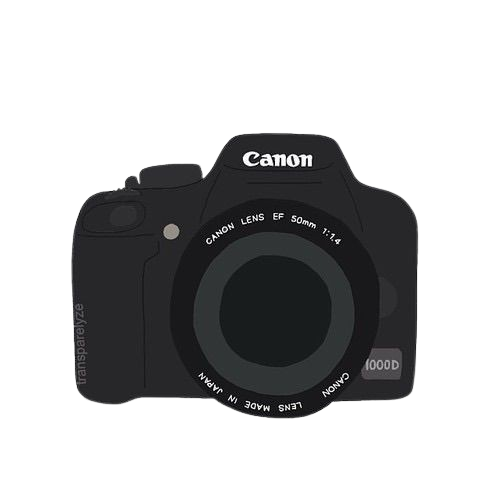 Canon
CANON LENS EF 50mm 1:1.4
1000D
CANON LENS MADE IN JAPAN
transparelyze